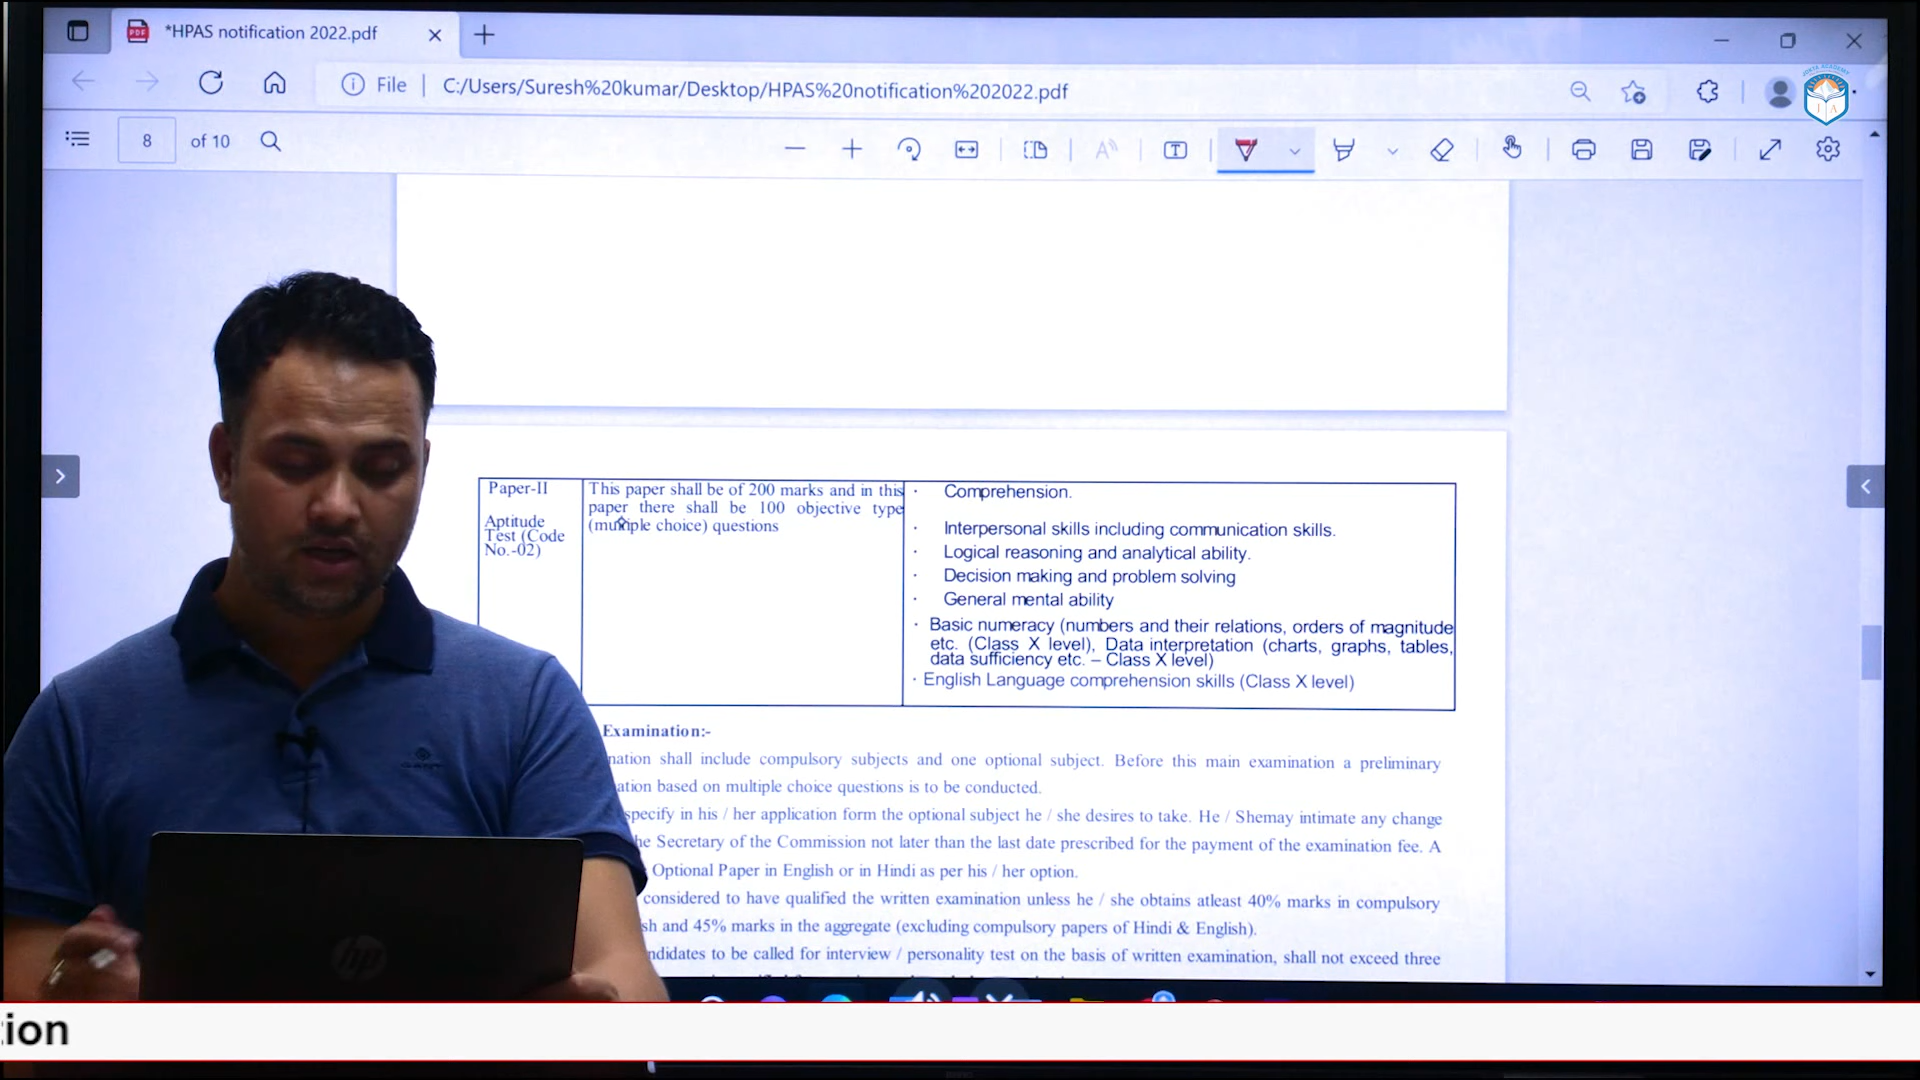 *HPAS notification 2022.pdf
File
C:/Users/Suresh%20kumar/Desktop/HPAS%20notification%202022.pdf
8 of 10
Paper-II
Aptitude
Test (Code
No.-02)
This paper shall be of 200 marks and in this
paper there shall be 100 objective type
(multiple choice) questions
· Comprehension.
· Interpersonal skills including communication skills.
· Logical reasoning and analytical ability.
· Decision making and problem solving
· General mental ability
· Basic numeracy (numbers and their relations, orders of magnitude
etc. (Class X level), Data interpretation (charts, graphs, tables,
data sufficiency etc. – Class X level)
· English Language comprehension skills (Class X level)
Examination:-
nation shall include compulsory subjects and one optional subject. Before this main examination a preliminary
ation based on multiple choice questions is to be conducted.
specify in his / her application form the optional subject he / she desires to take. He / Shemay intimate any change
he Secretary of the Commission not later than the last date prescribed for the payment of the examination fee. A
Optional Paper in English or in Hindi as per his / her option.
considered to have qualified the written examination unless he / she obtains atleast 40% marks in compulsory
sh and 45% marks in the aggregate (excluding compulsory papers of Hindi & English).
ndidates to be called for interview / personality test on the basis of written examination, shall not exceed three
hp
tion